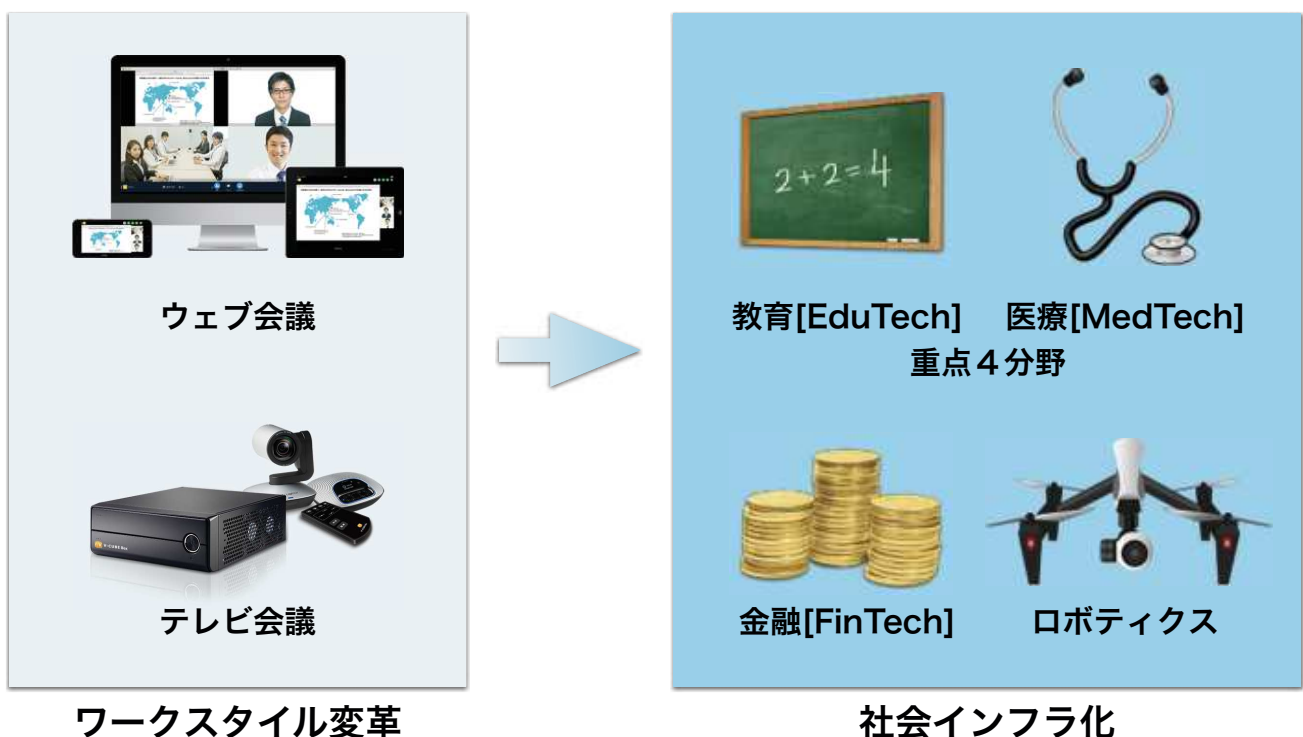 ウェブ会議
テレビ会議
ワークスタイル変革
2+2=4
教育[EduTech] 医療[MedTech]
重点４分野
金融[FinTech] ロボティクス
社会インフラ化